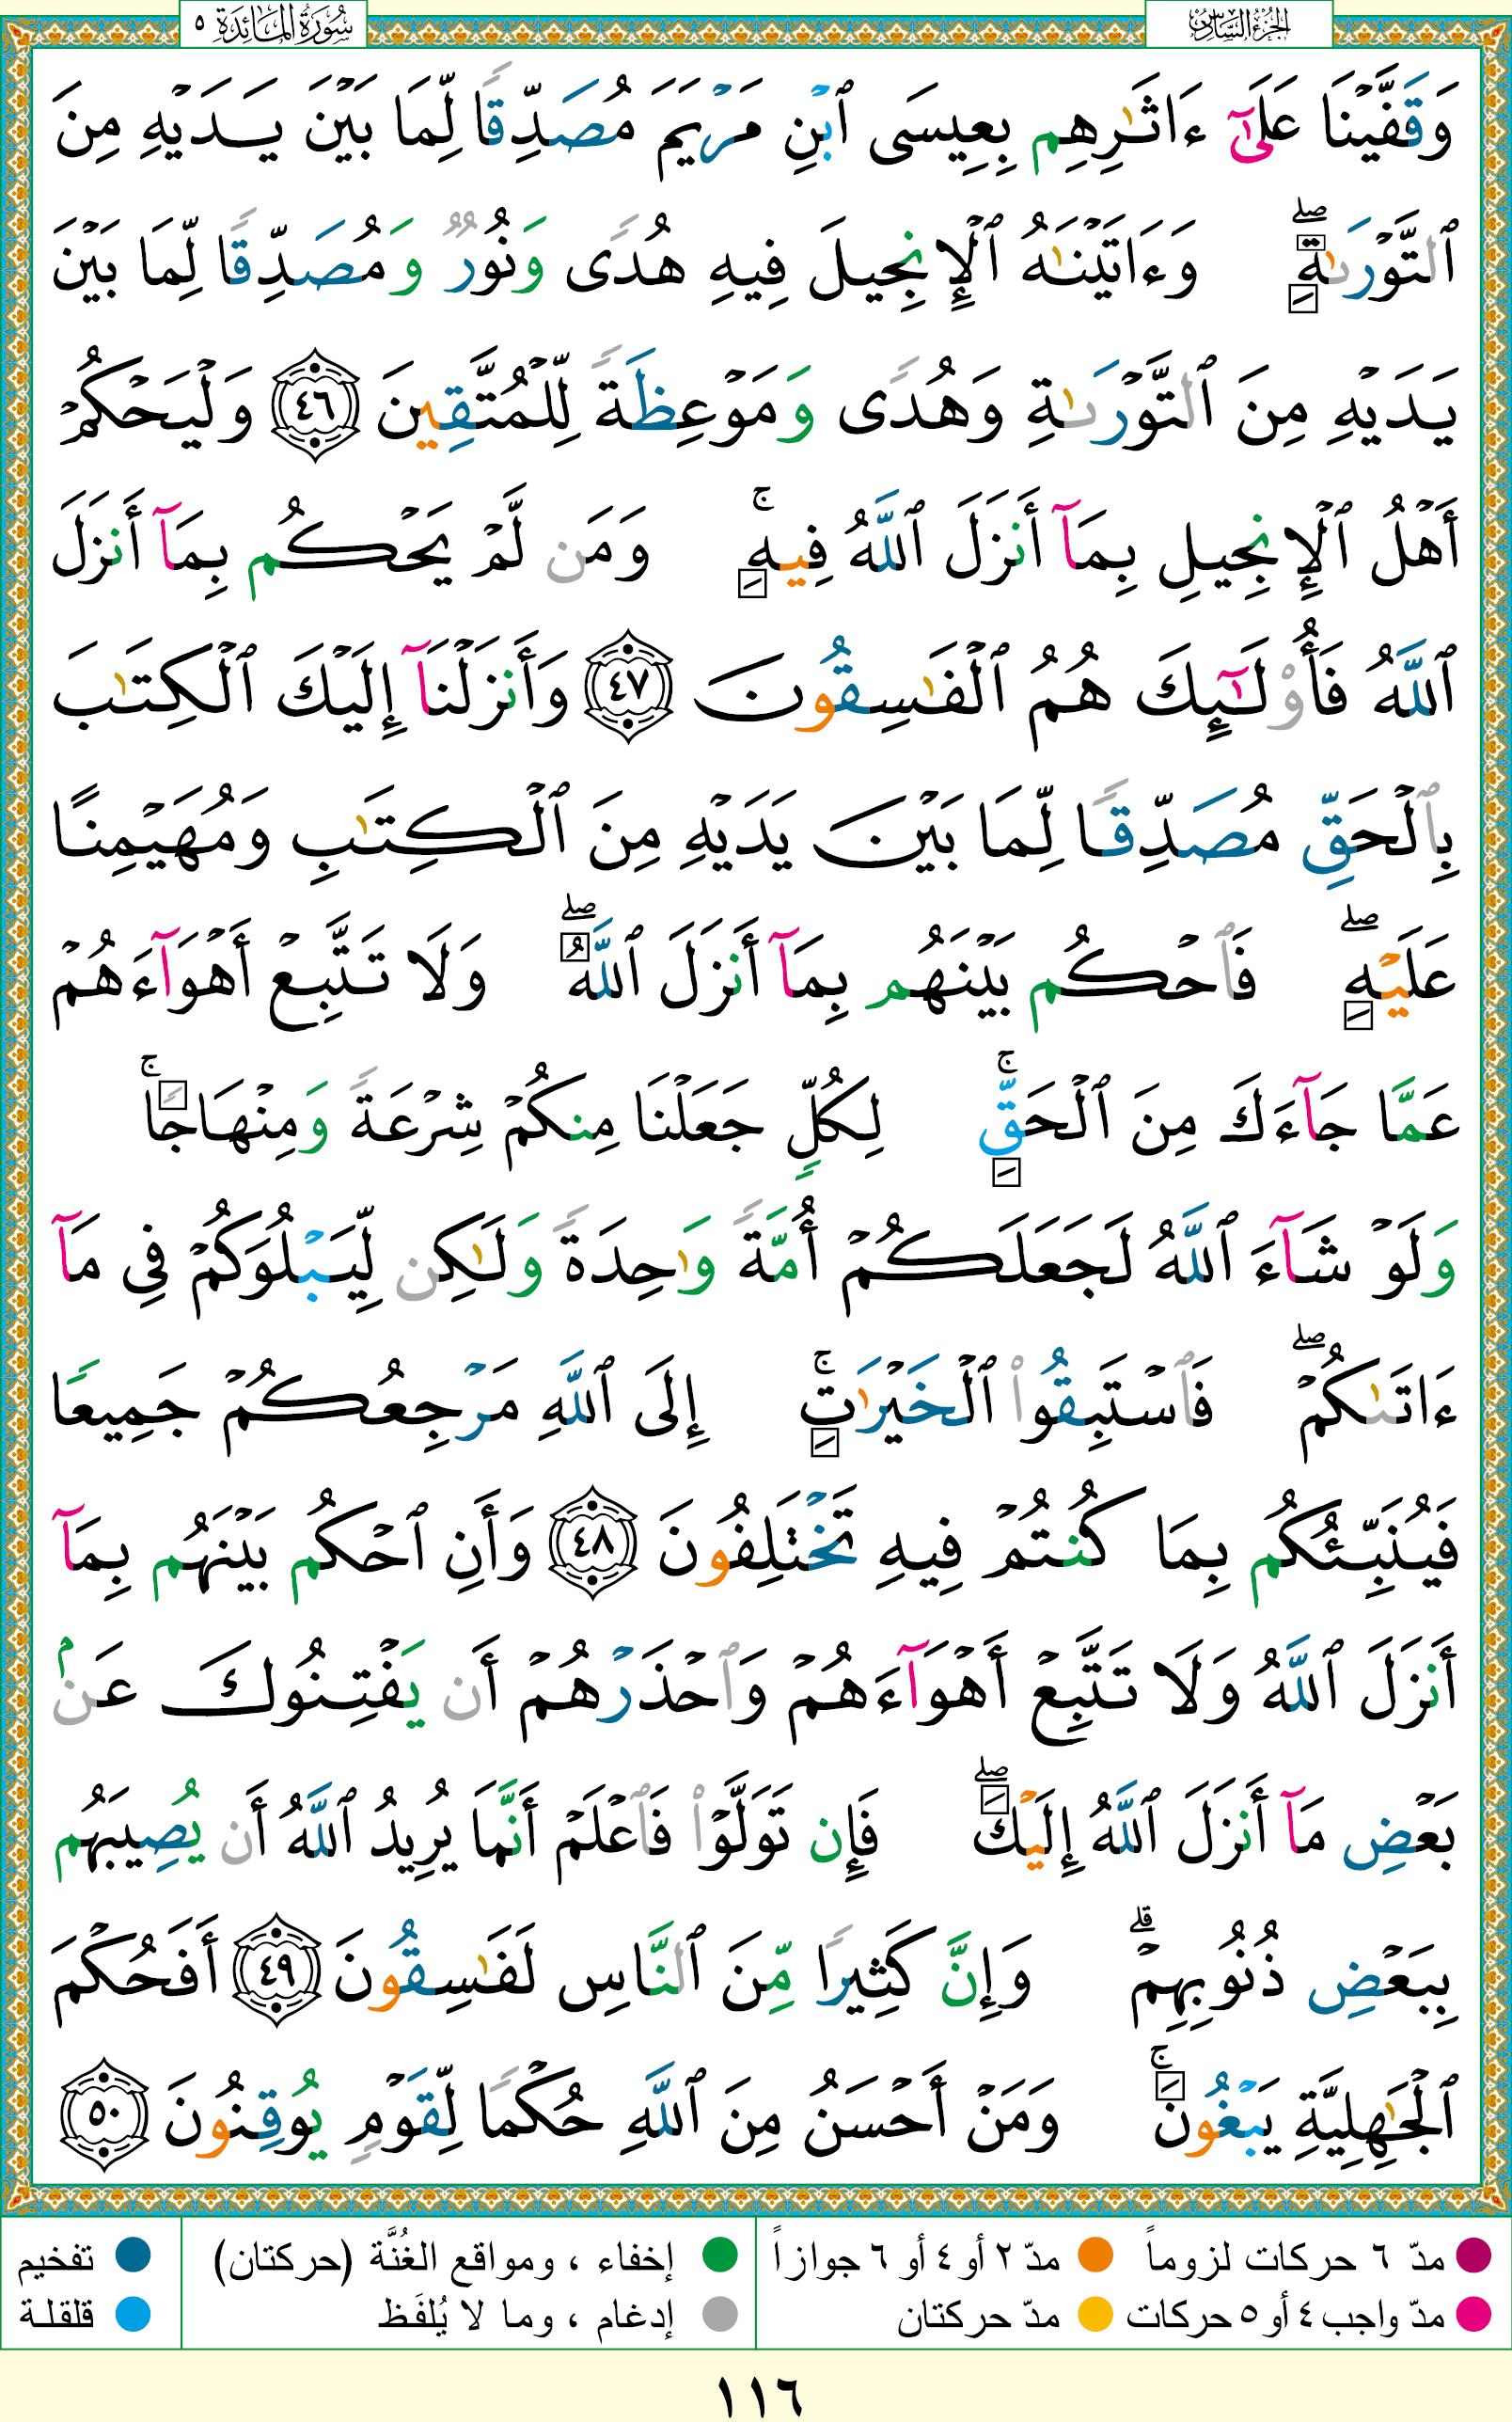 الجزء السادس
سورة المائدة ٥
وَقَفَّيْنَا عَلَىٰٓ ءَاثَٰرِهِم بِعِيسَى ٱبْنِ مَرْيَمَ مُصَدِّقًا لِّمَا بَيْنَ يَدَيْهِ مِنَ
ٱلتَّوْرَىٰةِ ۖ وَءَاتَيْنَٰهُ ٱلْإِنجِيلَ فِيهِ هُدًى وَنُورٌ وَمُصَدِّقًا لِّمَا بَيْنَ
يَدَيْهِ مِنَ ٱلتَّوْرَىٰةِ وَهُدًى وَمَوْعِظَةً لِّلْمُتَّقِينَ ٤٦ وَلْيَحْكُمْ
أَهْلُ ٱلْإِنجِيلِ بِمَآ أَنزَلَ ٱللَّهُ فِيهِ ۚ وَمَن لَّمْ يَحْكُم بِمَآ أَنزَلَ
ٱللَّهُ فَأُو۟لَٰٓئِكَ هُمُ ٱلْفَٰسِقُونَ ٤٧ وَأَنزَلْنَآ إِلَيْكَ ٱلْكِتَٰبَ
بِٱلْحَقِّ مُصَدِّقًا لِّمَا بَيْنَ يَدَيْهِ مِنَ ٱلْكِتَٰبِ وَمُهَيْمِنًا
عَلَيْهِ ۖ فَٱحْكُم بَيْنَهُم بِمَآ أَنزَلَ ٱللَّهُ ۖ وَلَا تَتَّبِعْ أَهْوَآءَهُمْ
عَمَّا جَآءَكَ مِنَ ٱلْحَقِّ ۚ لِكُلٍّ جَعَلْنَا مِنكُمْ شِرْعَةً وَمِنْهَاجًا ۚ
وَلَوْ شَآءَ ٱللَّهُ لَجَعَلَكُمْ أُمَّةً وَٰحِدَةً وَلَٰكِن لِّيَبْلُوَكُمْ فِى مَآ
ءَاتَىٰكُمْ ۖ فَٱسْتَبِقُوا۟ ٱلْخَيْرَٰتِ ۚ إِلَى ٱللَّهِ مَرْجِعُكُمْ جَمِيعًا
فَيُنَبِّئُكُم بِمَا كُنتُمْ فِيهِ تَخْتَلِفُونَ ٤٨ وَأَنِ ٱحْكُم بَيْنَهُم بِمَآ
أَنزَلَ ٱللَّهُ وَلَا تَتَّبِعْ أَهْوَآءَهُمْ وَٱحْذَرْهُمْ أَن يَفْتِنُوكَ عَنۢ
بَعْضِ مَآ أَنزَلَ ٱللَّهُ إِلَيْكَ ۖ فَإِن تَوَلَّوْا۟ فَٱعْلَمْ أَنَّمَا يُرِيدُ ٱللَّهُ أَن يُصِيبَهُم
بِبَعْضِ ذُنُوبِهِمْ ۗ وَإِنَّ كَثِيرًا مِّنَ ٱلنَّاسِ لَفَٰسِقُونَ ٤٩ أَفَحُكْمَ
ٱلْجَٰهِلِيَّةِ يَبْغُونَ ۚ وَمَنْ أَحْسَنُ مِنَ ٱللَّهِ حُكْمًا لِّقَوْمٍ يُوقِنُونَ ٥٠
مدّ ٦ حركات لزوماً مدّ ٢ أو ٤ أو ٦ جوازاً إخفاء ، ومواقع الغُنَّة (حركتان) تفخيم
مدّ واجب ٤ أو ٥ حركات مدّ حركتان إدغام ، وما لا يُلفَظ قلقلة
١١٦